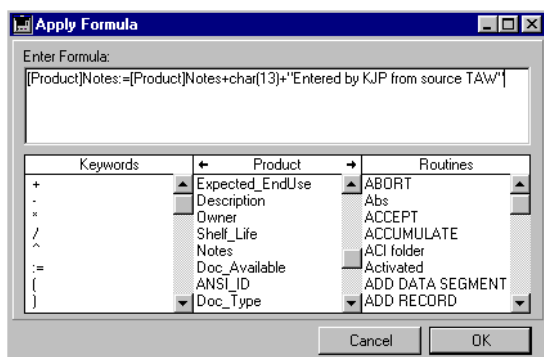 Apply Formula
Enter Formula:
[Product]Notes:=[Product]Notes+char(13)+"Entered by KJP from source TAW"
Keywords
+
-
*
/
^
:=
(
)
← Product →
Expected_EndUse
Description
Owner
Shelf_Life
Notes
Doc_Available
ANSI_ID
Doc_Type
Routines
ABORT
Abs
ACCEPT
ACCUMULATE
ACI folder
Activated
ADD DATA SEGMENT
ADD RECORD
Cancel
OK